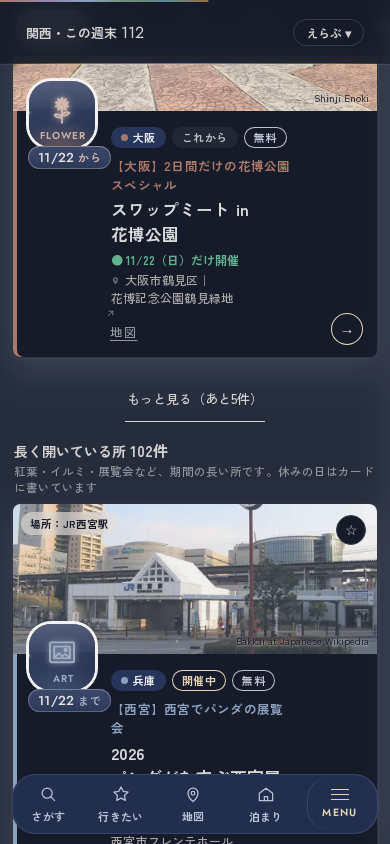 関西・この週末 112
えらぶ ▾
Shinji Enoki
FLOWER
11/22 から
大阪
これから
無料
【大阪】2日間だけの花博公園
スペシャル
スワップミート in
花博公園
11/22（日）だけ開催
大阪市鶴見区｜
花博記念公園鶴見緑地
↗
地図
→
もっと見る（あと5件）
長く開いている所 102件
紅葉・イルミ・展覧会など、期間の長い所です。休みの日はカード
に書いています
場所：JR西宮駅
☆
Bakkai at Japanese Wikipedia
ART
11/22 まで
兵庫
開催中
無料
【西宮】西宮でパンダの展覧
会
2026
さがす
行きたい
地図
泊まり
MENU
西宮市フレンテホール